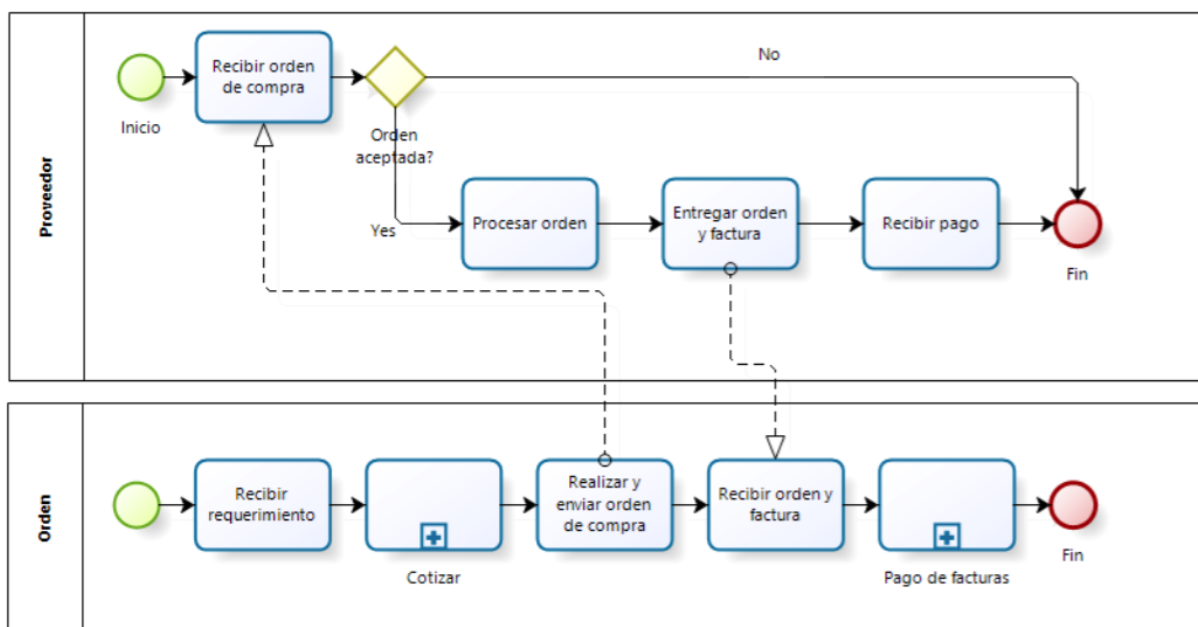 Proveedor
Inicio
Recibir orden
de compra
Orden
aceptada?
No
Yes
Procesar orden
Entregar orden
y factura
Recibir pago
Fin
Orden
Recibir
requerimiento
Cotizar
Realizar y
enviar orden
de compra
Recibir orden y
factura
Pago de facturas
Fin